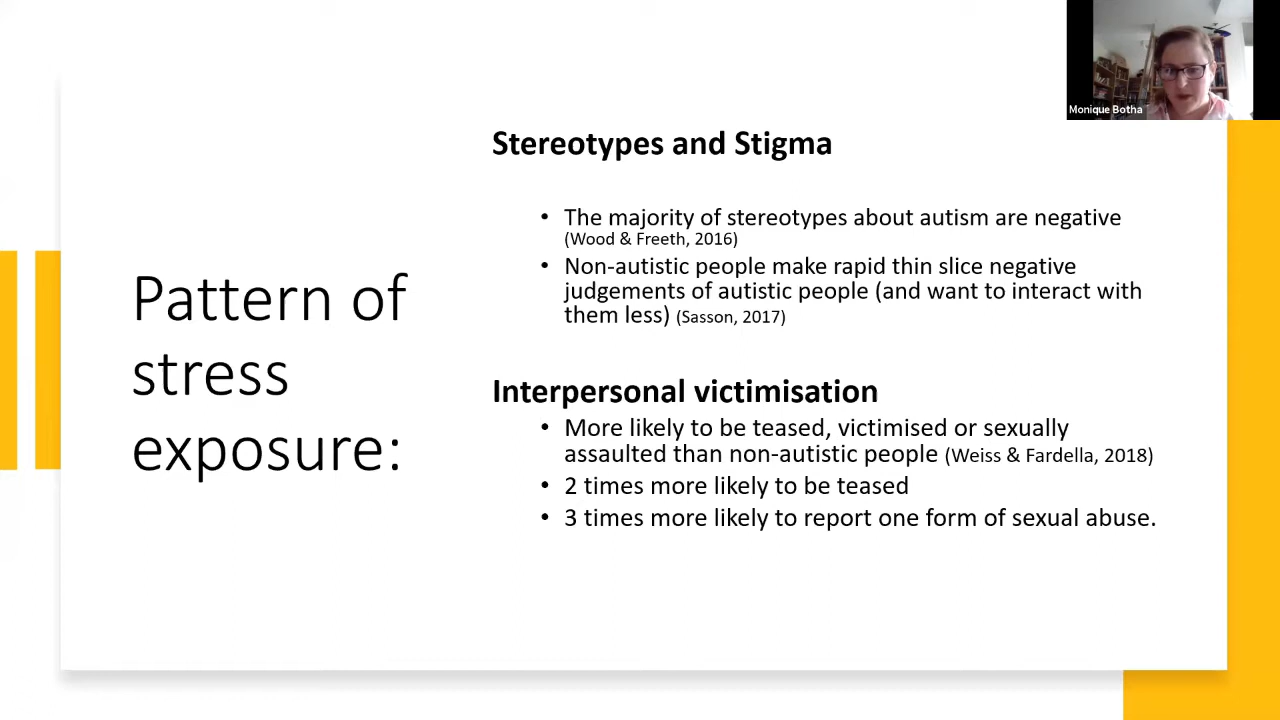 Monique Botha
Stereotypes and Stigma
• The majority of stereotypes about autism are negative
(Wood & Freeth, 2016)
• Non-autistic people make rapid thin slice negative
judgements of autistic people (and want to interact with
them less) (Sasson, 2017)
Pattern of
stress
exposure:
Interpersonal victimisation
• More likely to be teased, victimised or sexually
assaulted than non-autistic people (Weiss & Fardella, 2018)
• 2 times more likely to be teased
• 3 times more likely to report one form of sexual abuse.